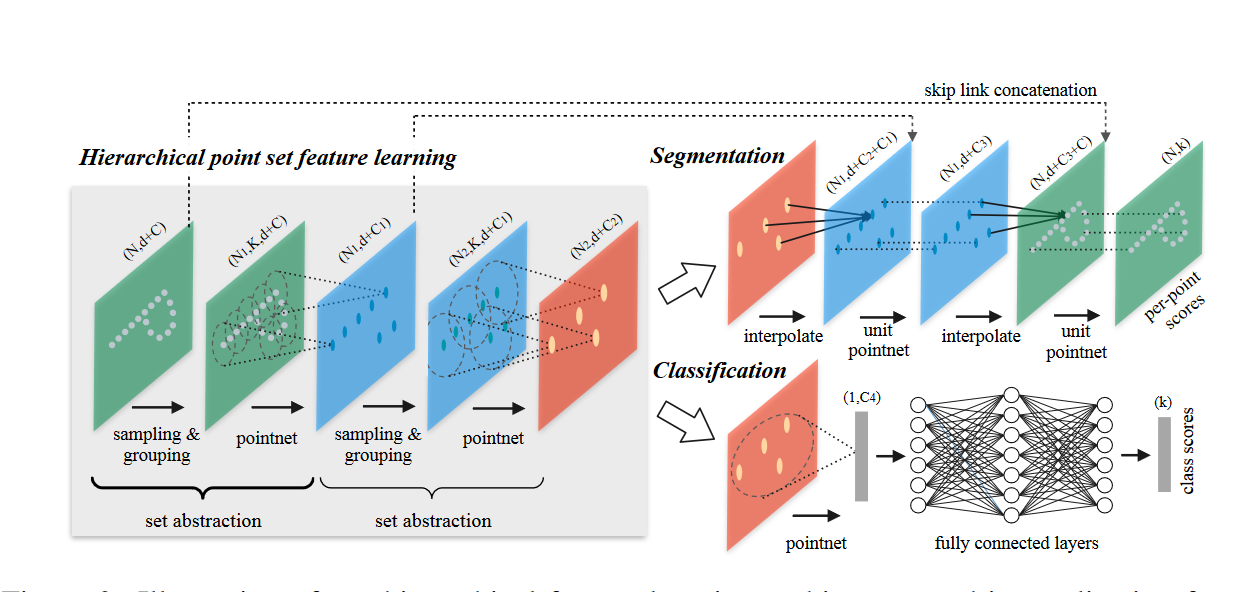 skip link concatenation
Hierarchical point set feature learning
(N,d+C)
(N1,K,d+C)
(N1,d+C1)
(N2,K,d+C1)
(N2,d+C2)
sampling &
grouping
pointnet
sampling &
grouping
pointnet
set abstraction
set abstraction
Segmentation
(N1,d+C2+C1)
(N1,d+C3)
(N,d+C3+C)
(N,k)
interpolate
unit
pointnet
interpolate
unit
pointnet
per-point
scores
Classification
(1,C4)
(k)
class scores
pointnet
fully connected layers